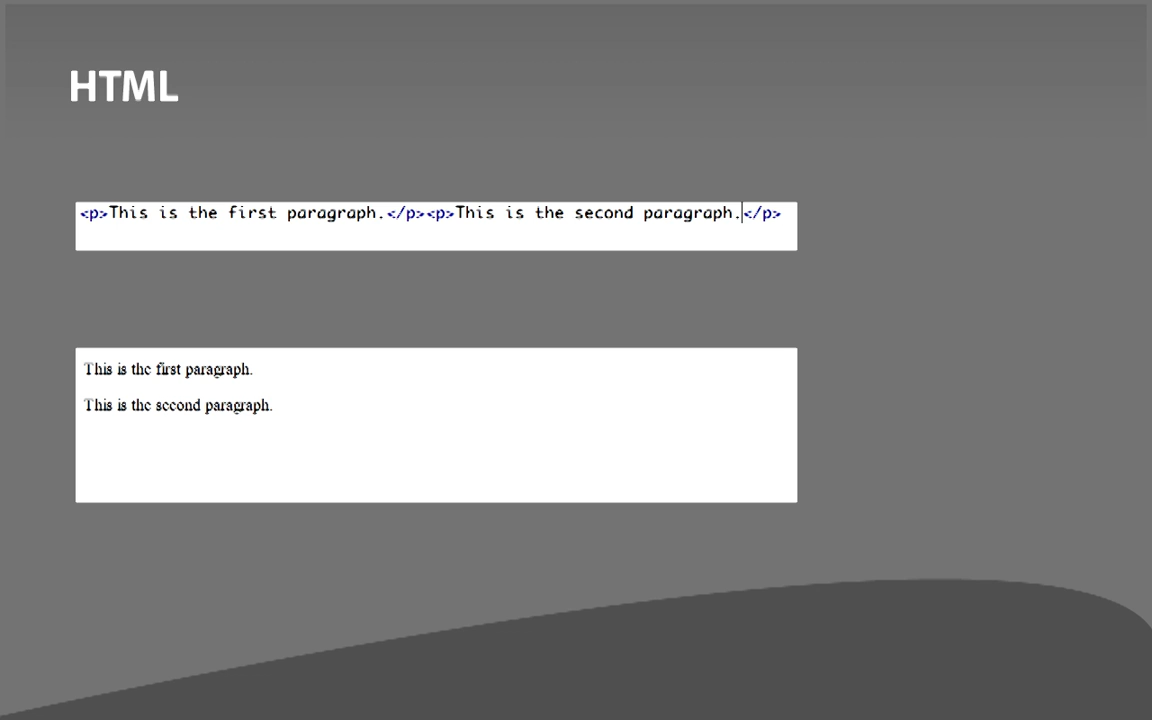 HTML
<p>This is the first paragraph.</p><p>This is the second paragraph.</p>
This is the first paragraph.
This is the second paragraph.